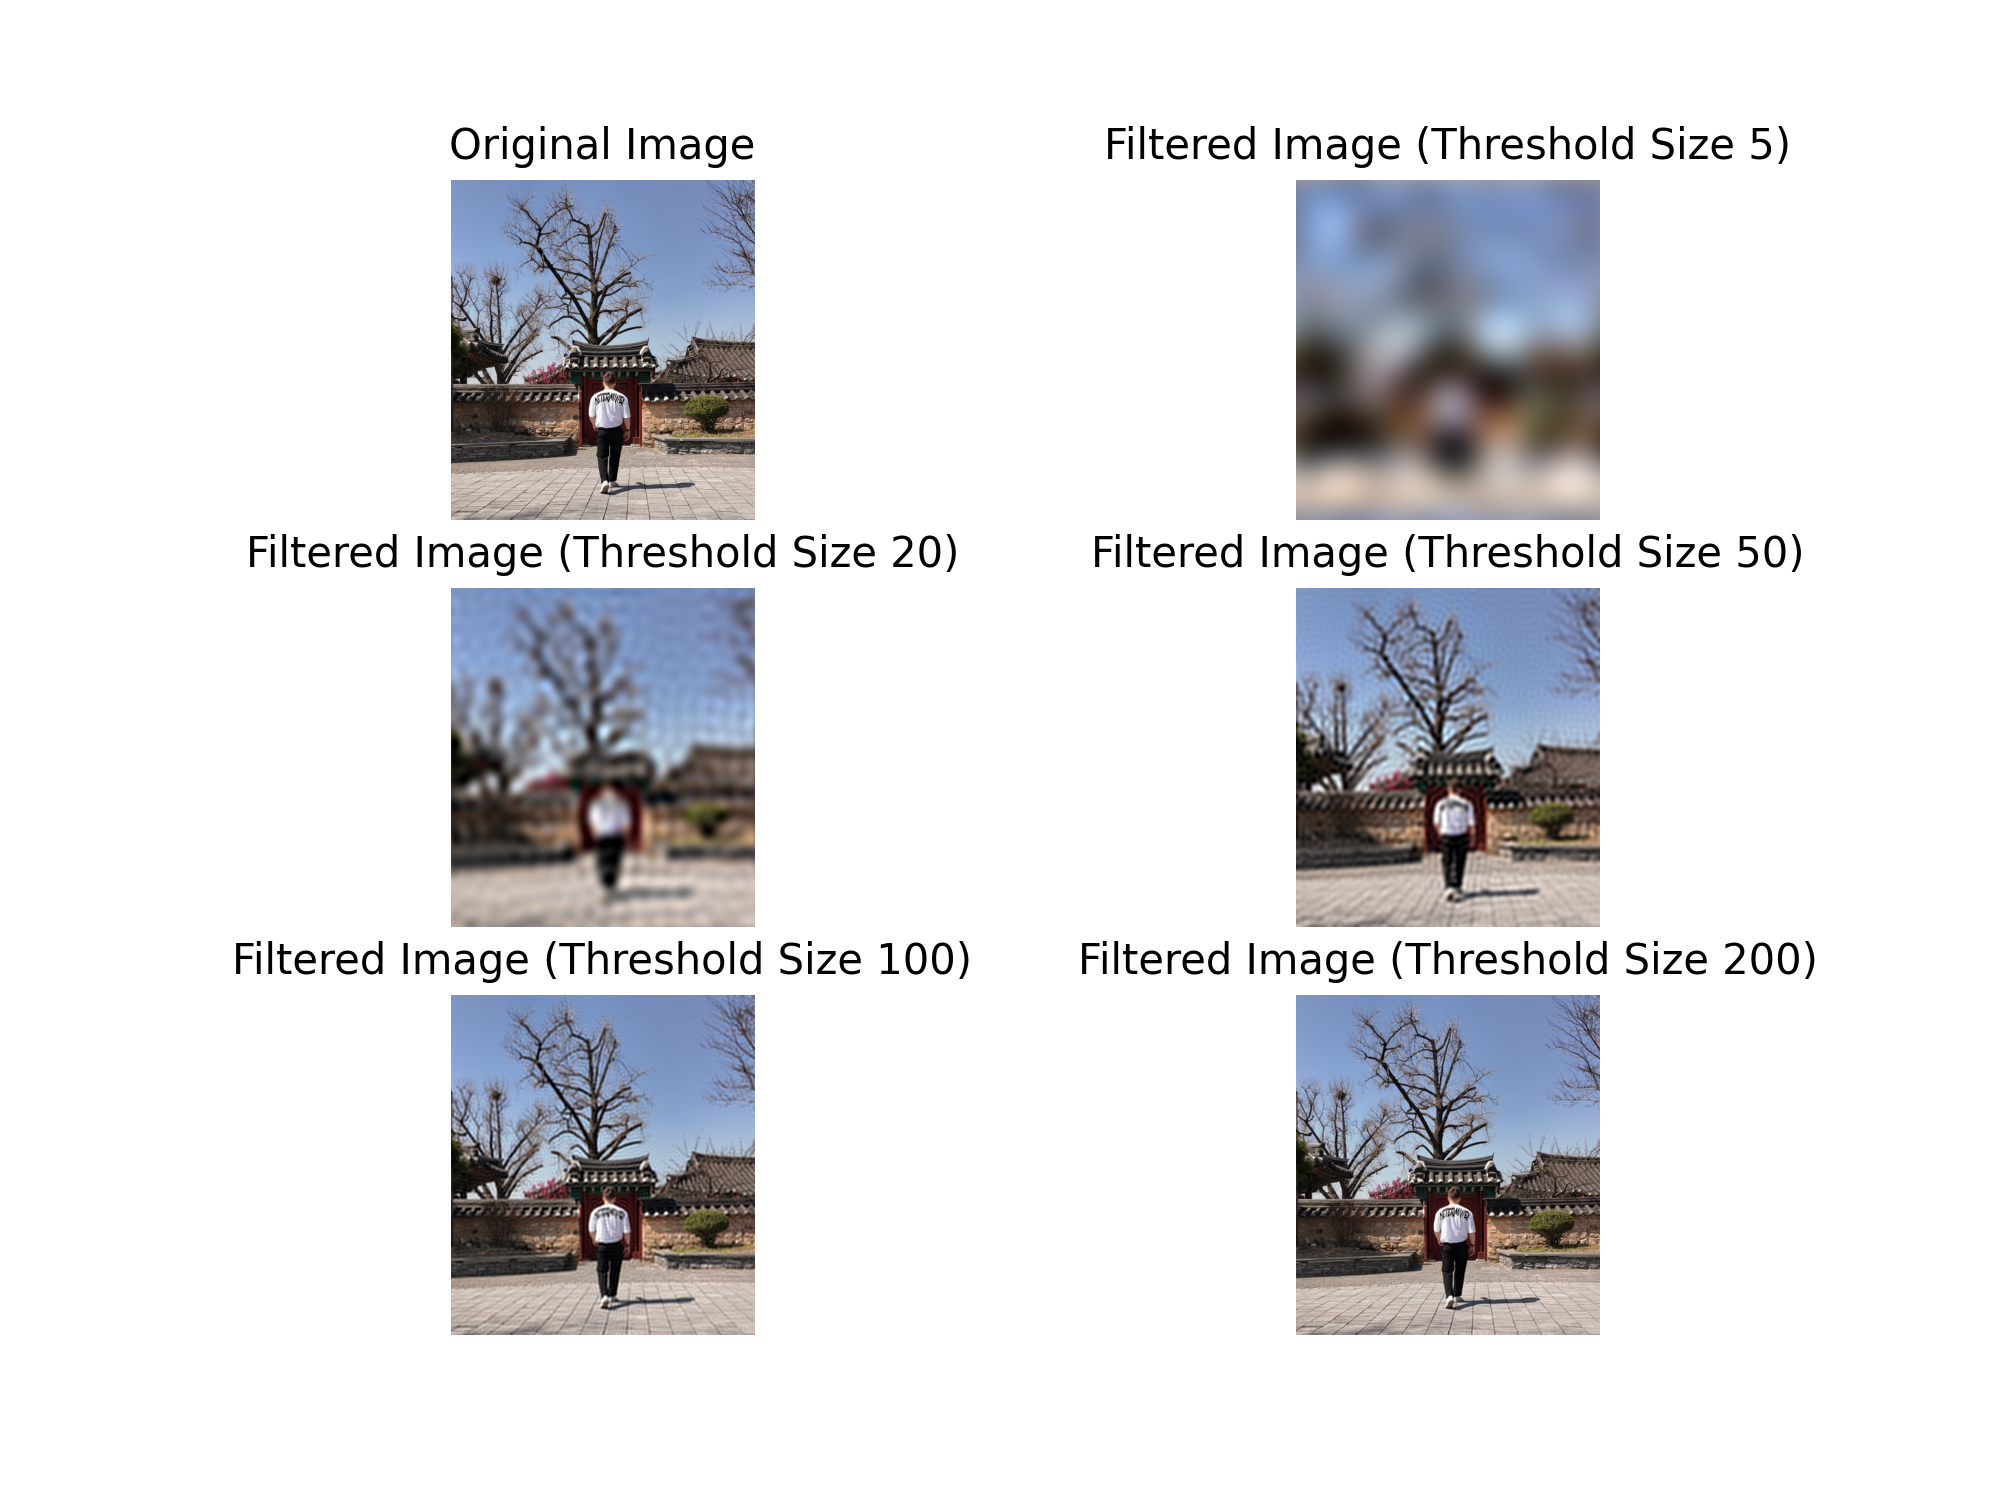 Original Image
Filtered Image (Threshold Size 5)
Filtered Image (Threshold Size 20)
Filtered Image (Threshold Size 50)
Filtered Image (Threshold Size 100)
Filtered Image (Threshold Size 200)